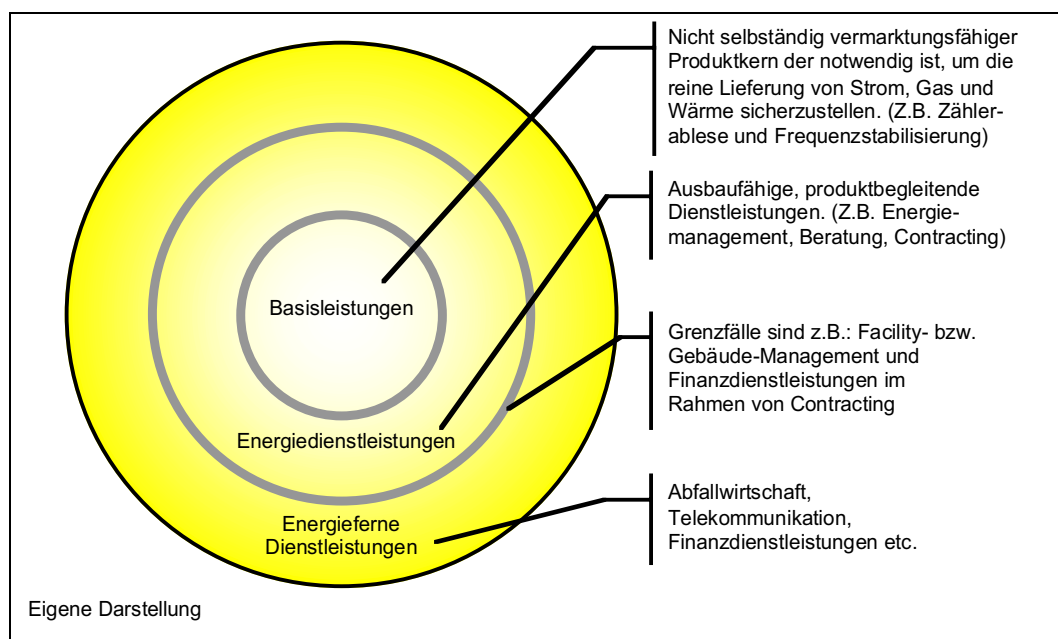 Nicht selbständig vermarktungsfähiger
Produktkern der notwendig ist, um die
reine Lieferung von Strom, Gas und
Wärme sicherzustellen. (Z.B. Zähler-
ablese und Frequenzstabilisierung)
Ausbaufähige, produktbegleitende
Dienstleistungen. (Z.B. Energie-
management, Beratung, Contracting)
Basisleistungen
Grenzfälle sind z.B.: Facility- bzw.
Gebäude-Management und
Finanzdienstleistungen im
Rahmen von Contracting
Energiedienstleistungen
Abfallwirtschaft,
Telekommunikation,
Finanzdienstleistungen etc.
Energieferne
Dienstleistungen
Eigene Darstellung